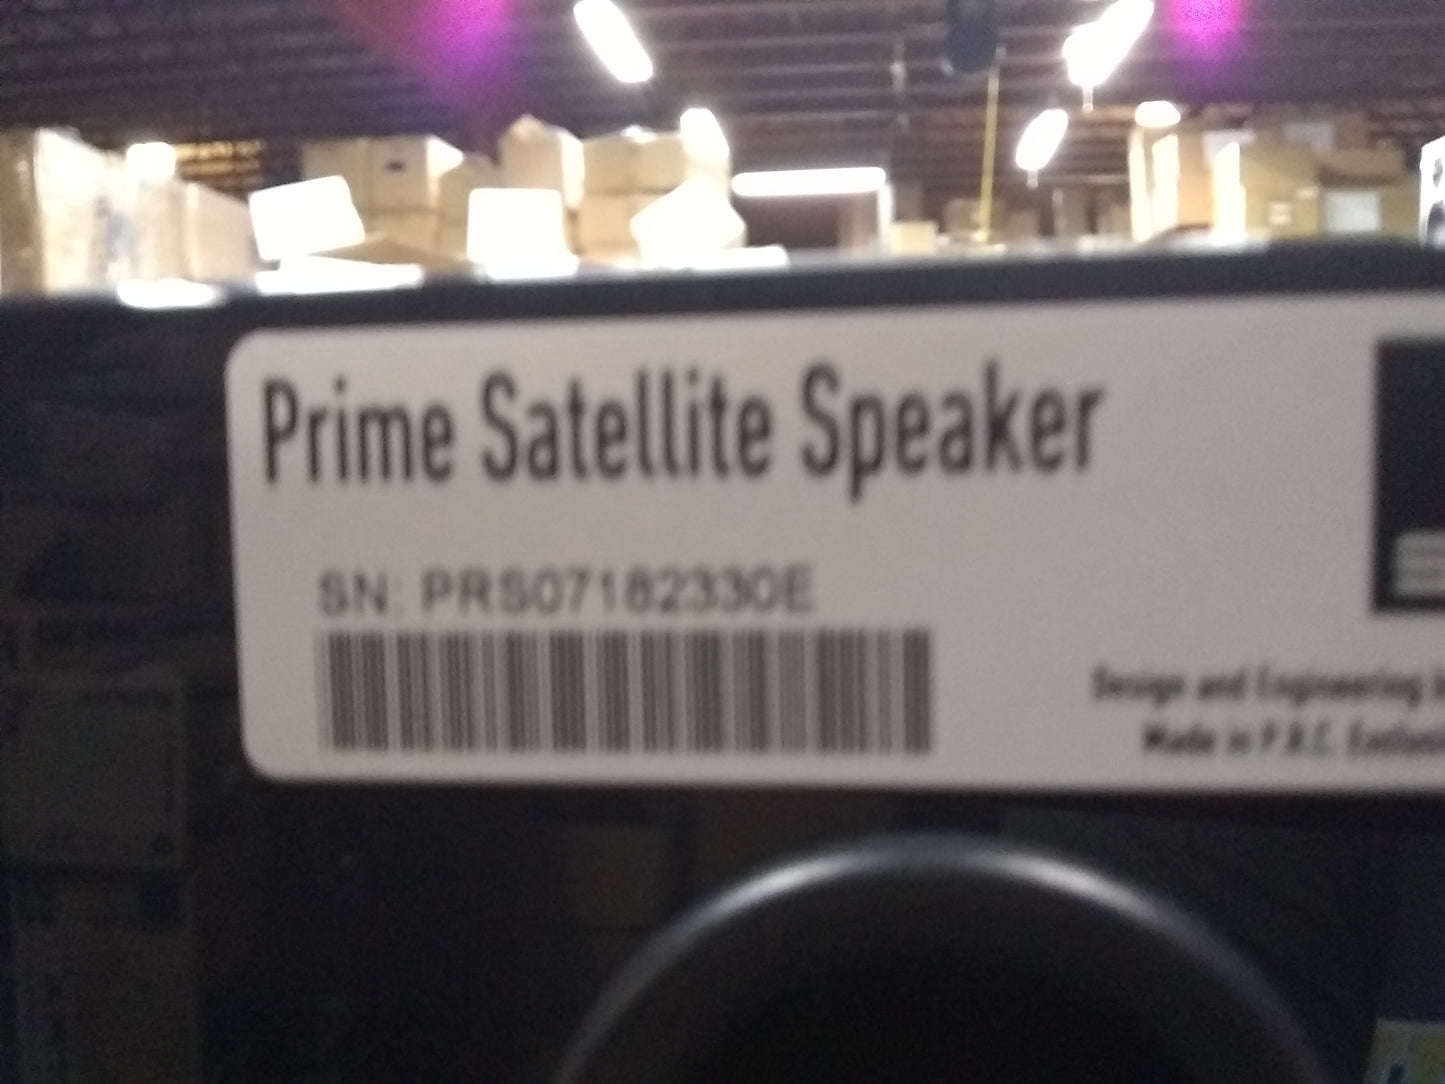 Prime Satellite Speaker
SN: PRS07182330E
Design and Engineering
Made in P.R.C.